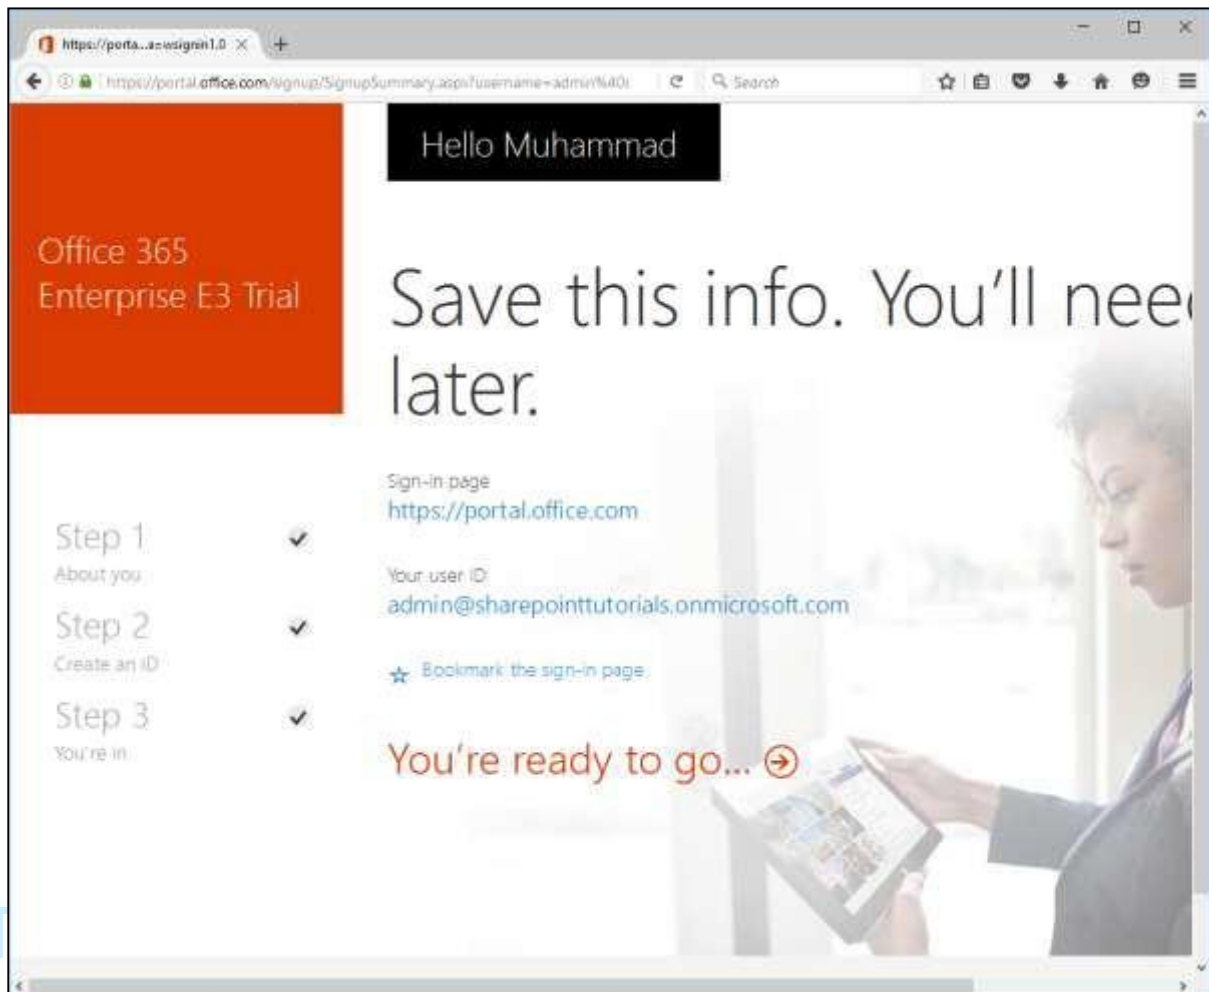 https://porta...a=wsignin1.0
https://portal.office.com/signup/SignupSummary.aspx?username=admin%40
Search
Hello Muhammad
Office 365
Enterprise E3 Trial
Save this info. You'll nee
later.
Sign-in page
https://portal.office.com
Your user ID
admin@sharepointtutorials.onmicrosoft.com
Bookmark the sign-in page
You're ready to go...
Step 1
About you
Step 2
Create an ID
Step 3
You're in